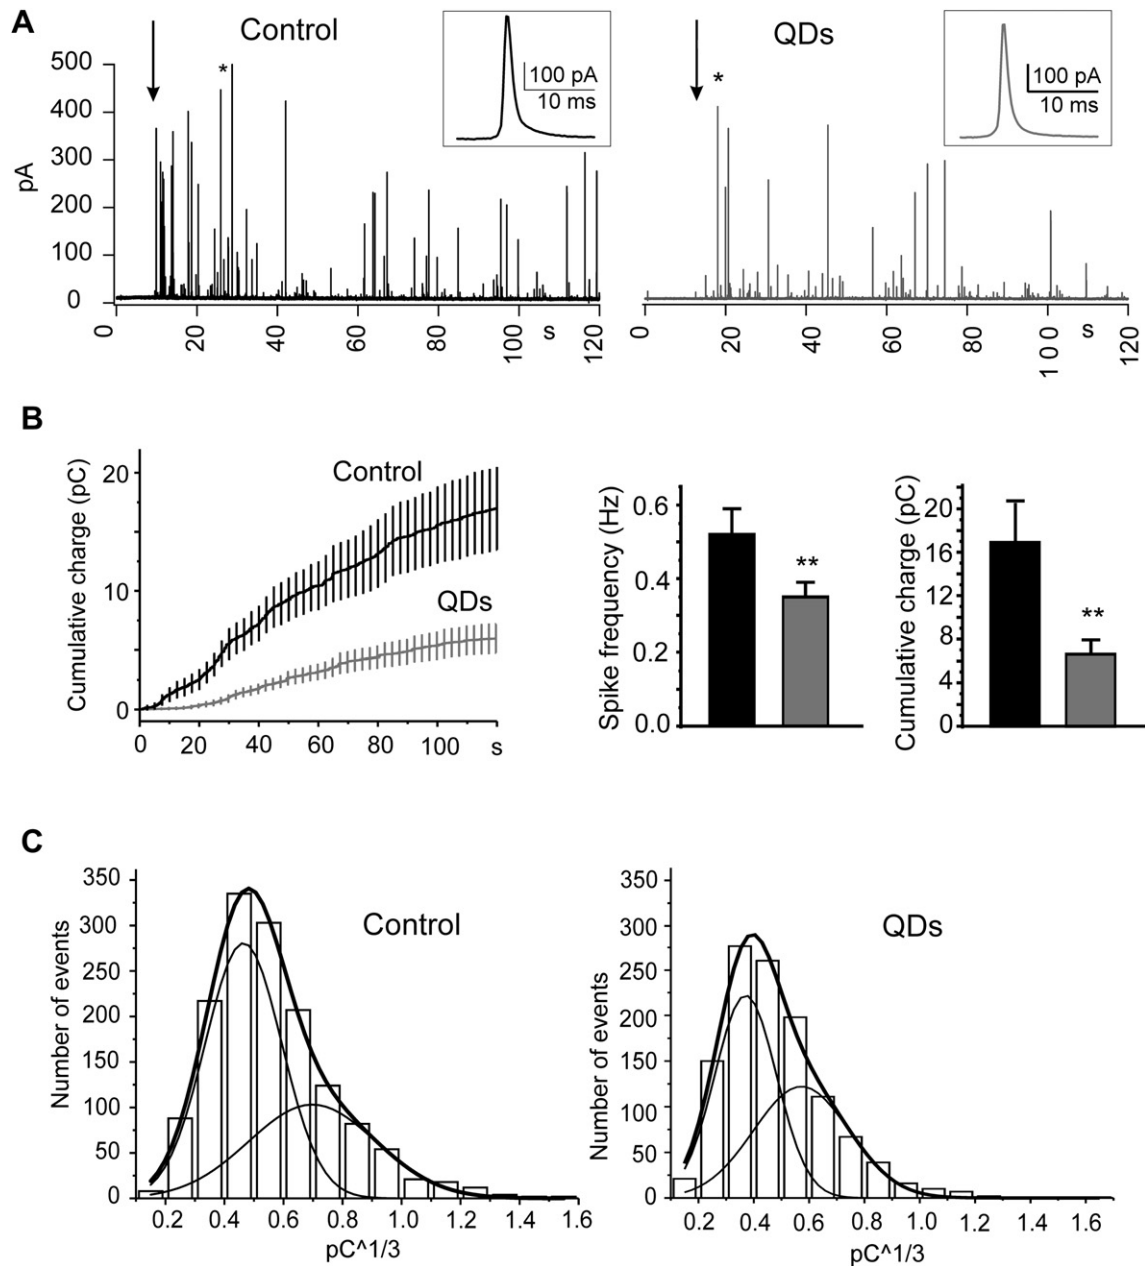 A
Control
QDs
100 pA
10 ms
100 pA
10 ms
*
*
pA
500
400
300
200
100
0
0 20 40 60 80 100 s 120
0 20 40 60 80 1 0 0 s 120
B
Control
QDs
Cumulative charge (pC)
20
10
0
0 20 40 60 80 100 s
Spike frequency (Hz)
0.6
0.4
0.2
0.0
**
Cumulative charge (pC)
20
16
12
8
4
0
**
C
Control
Number of events
350
300
250
200
150
100
50
0
0.2 0.4 0.6 0.8 1.0 1.2 1.4 1.6
pC^1/3
QDs
Number of events
350
300
250
200
150
100
50
0
0.2 0.4 0.6 0.8 1.0 1.2 1.4 1.6
pC^1/3